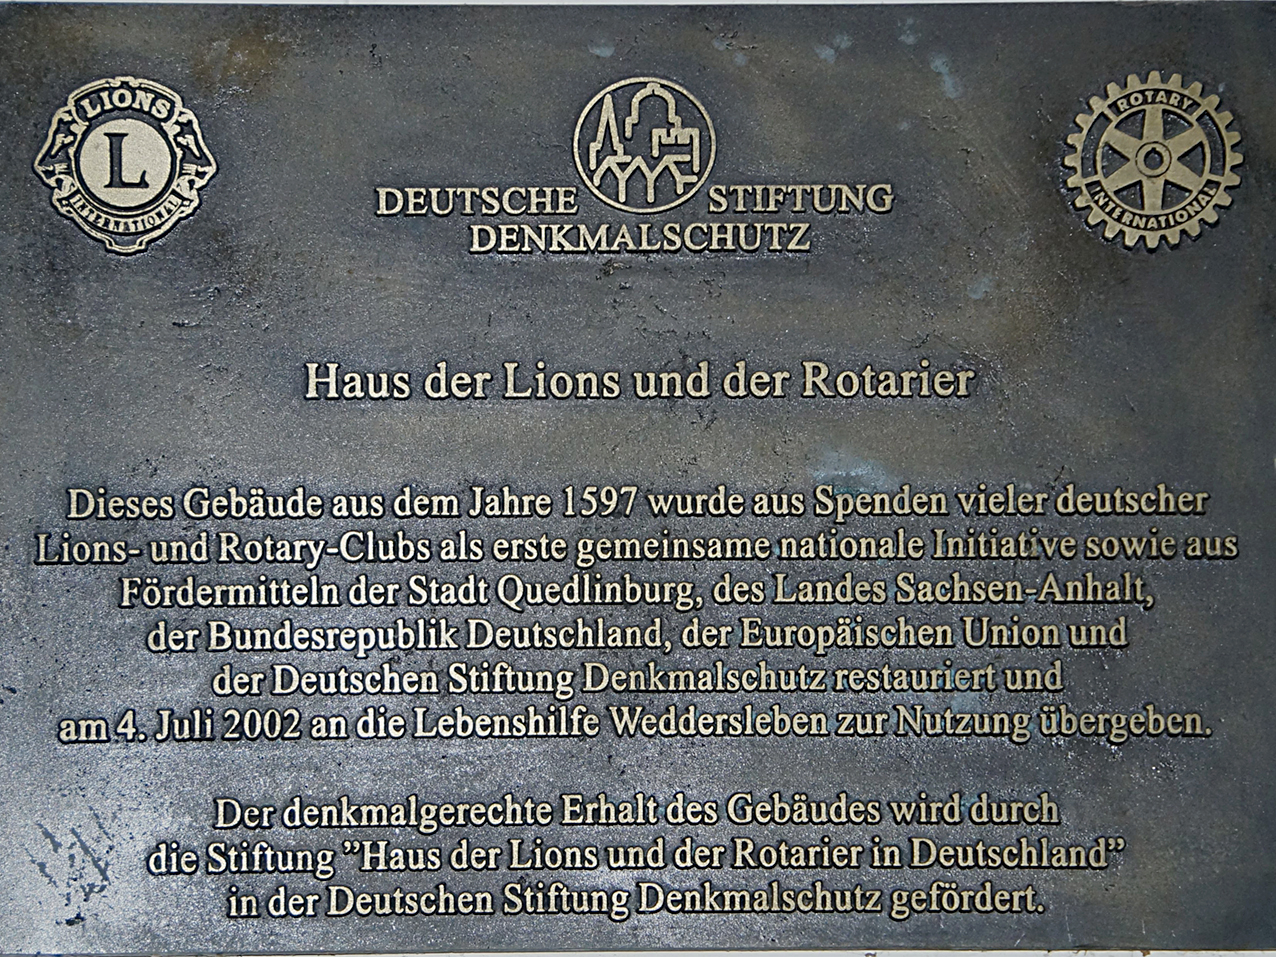 LIONS
L
INTERNATIONAL
DEUTSCHE STIFTUNG
DENKMALSCHUTZ
ROTARY
INTERNATIONAL
Haus der Lions und der Rotarier
Dieses Gebäude aus dem Jahre 1597 wurde aus Spenden vieler deutscher
Lions- und Rotary-Clubs als erste gemeinsame nationale Initiative sowie aus
Fördermitteln der Stadt Quedlinburg, des Landes Sachsen-Anhalt,
der Bundesrepublik Deutschland, der Europäischen Union und
der Deutschen Stiftung Denkmalschutz restauriert und
am 4. Juli 2002 an die Lebenshilfe Weddersleben zur Nutzung übergeben.
Der denkmalgerechte Erhalt des Gebäudes wird durch
die Stiftung "Haus der Lions und der Rotarier in Deutschland"
in der Deutschen Stiftung Denkmalschutz gefördert.